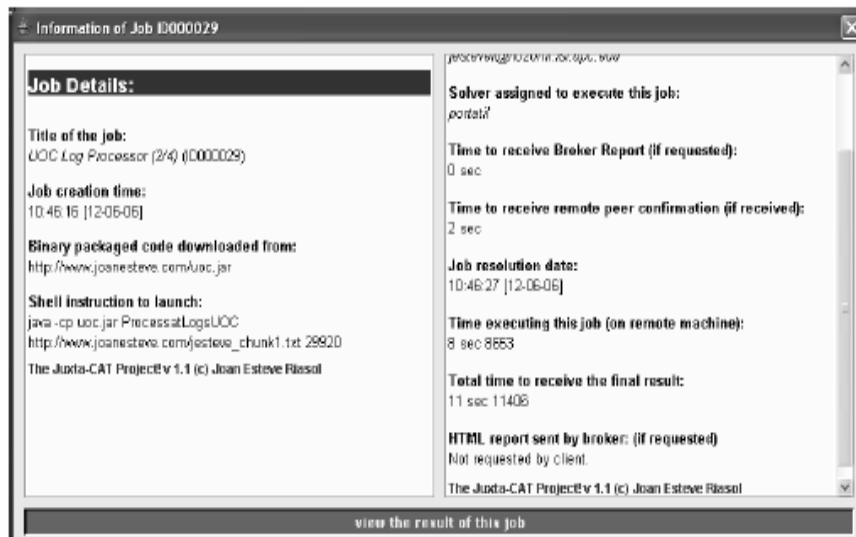 Information of Job ID000029
Job Details:
Title of the job:
UOC Log Processor (2/4) (ID000029)
Job creation time:
10:46:16 [12-06-06]
Binary packaged code downloaded from:
http://www.joanesteve.com/uoc.jar
Shell instruction to launch:
java -cp uoc.jar ProcessatLogsUOC
http://www.joanesteve.com/jesteve_chunk1.txt 29920
The Juxta-CAT Project! v 1.1 (c) Joan Esteve Riasol
Solver assigned to execute this job:
portatil
Time to receive Broker Report (if requested):
0 sec
Time to receive remote peer confirmation (if received):
2 sec
Job resolution date:
10:46:27 [12-06-06]
Time executing this job (on remote machine):
8 sec
Total time to receive the final result:
11 sec 11406
HTML report sent by broker: (if requested)
Not requested by client.
The Juxta-CAT Project! v 1.1 (c) Joan Esteve Riasol
view the result of this job